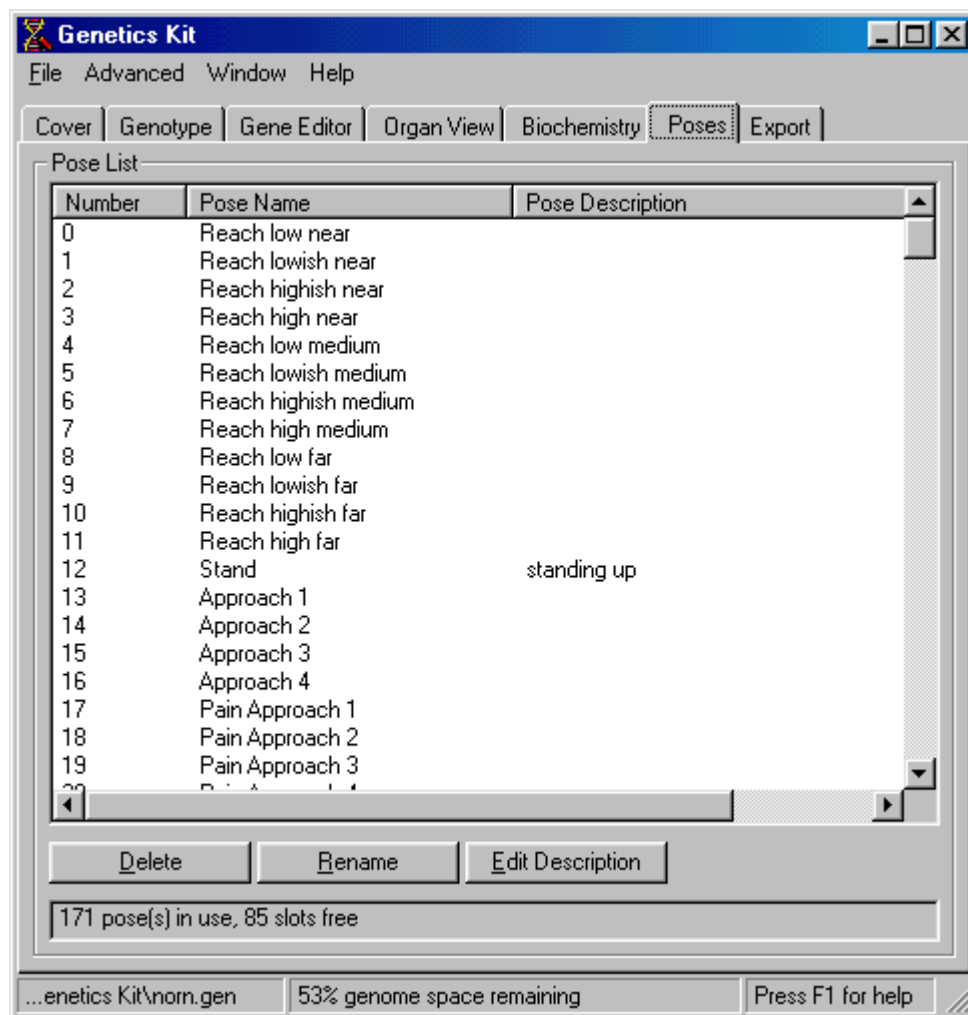 Genetics Kit
File Advanced Window Help
Cover Genotype Gene Editor Organ View Biochemistry Poses Export
Pose List
Number Pose Name Pose Description
0 Reach low near
1 Reach lowish near
2 Reach highish near
3 Reach high near
4 Reach low medium
5 Reach lowish medium
6 Reach highish medium
7 Reach high medium
8 Reach low far
9 Reach lowish far
10 Reach highish far
11 Reach high far
12 Stand standing up
13 Approach 1
14 Approach 2
15 Approach 3
16 Approach 4
17 Pain Approach 1
18 Pain Approach 2
19 Pain Approach 3
Delete Rename Edit Description
171 pose(s) in use, 85 slots free
...enetics Kit\norn.gen 53% genome space remaining Press F1 for help